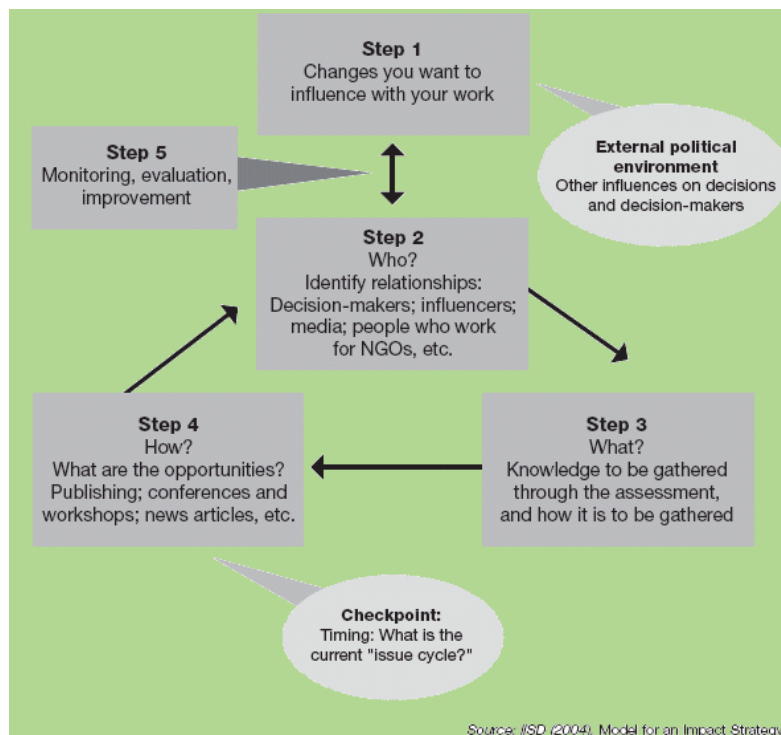 Step 1
Changes you want to
influence with your work
Step 5
Monitoring, evaluation,
improvement
External political
environment
Other influences on decisions
and decision-makers
Step 2
Who?
Identify relationships:
Decision-makers; influencers;
media; people who work
for NGOs, etc.
Step 4
How?
What are the opportunities?
Publishing; conferences and
workshops; news articles, etc.
Step 3
What?
Knowledge to be gathered
through the assessment,
and how it is to be gathered
Checkpoint:
Timing: What is the
current "issue cycle?"
Source: IISD (2004). Model for an Impact Strategy